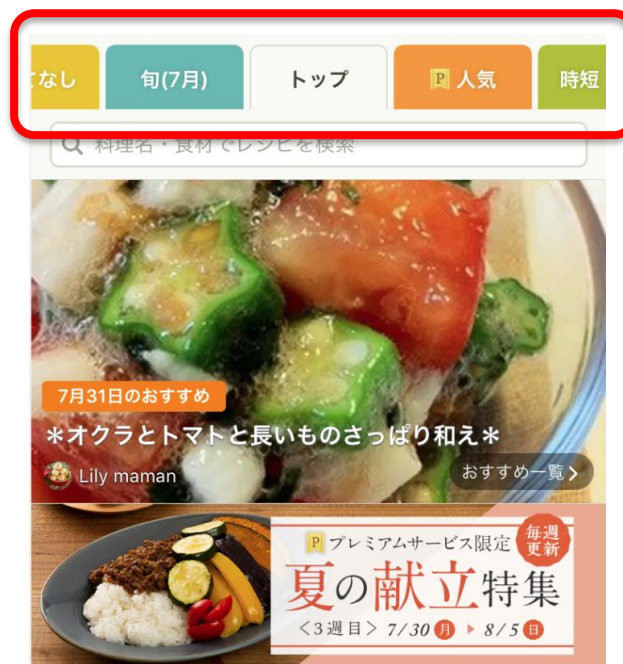 てなし
旬(7月)
トップ
P 人気
時短
料理名・食材でレシピを検索
7月31日のおすすめ
＊オクラとトマトと長いものさっぱり和え＊
Lily maman
おすすめ一覧
P プレミアムサービス限定
毎週
更新
夏の献立特集
<3週目> 7/30 月 ▶ 8/5 日